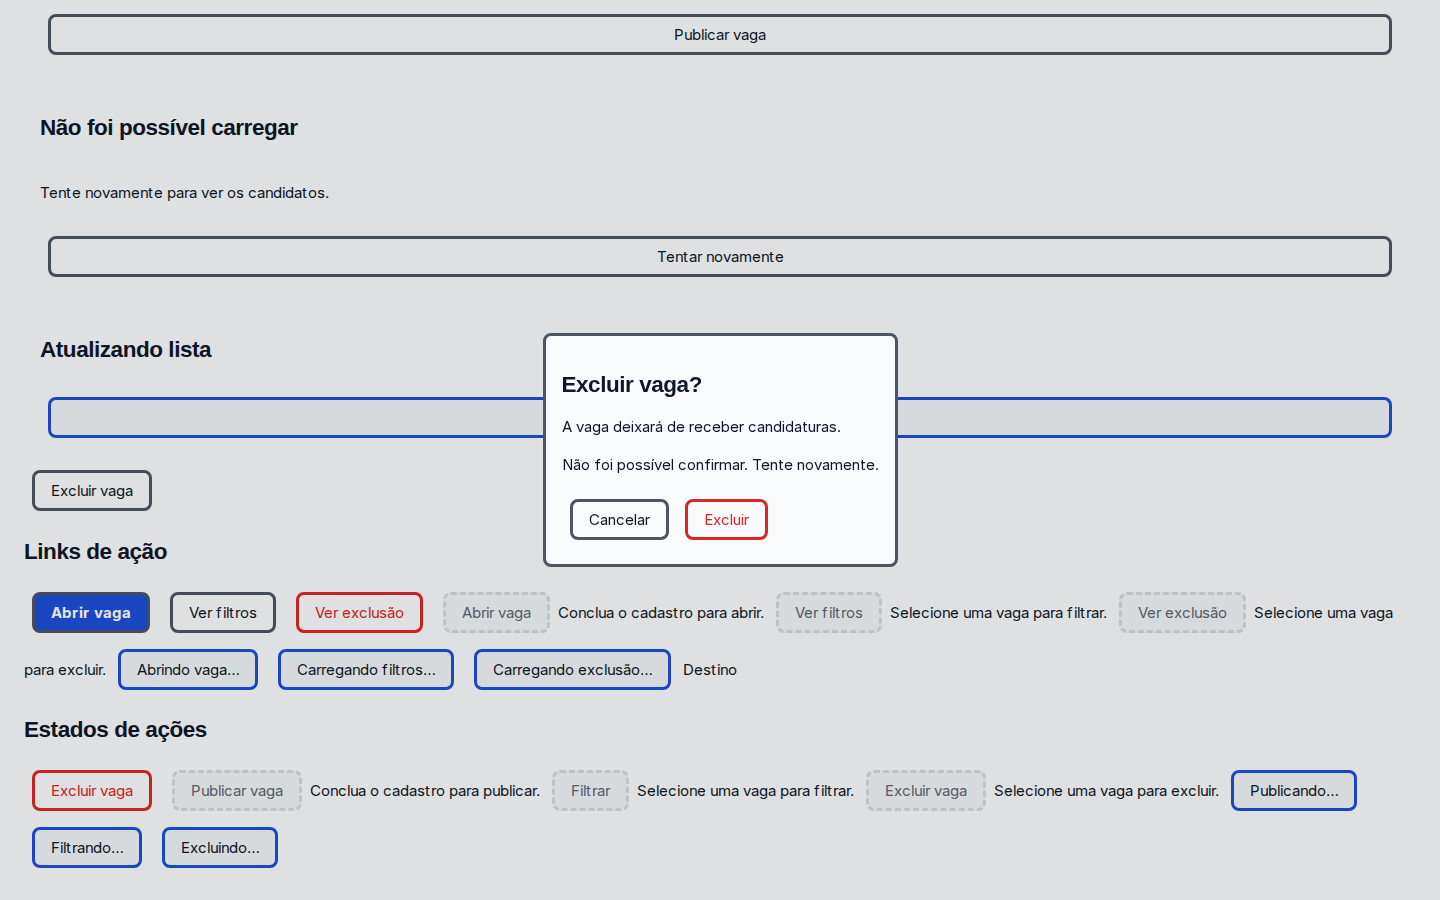 Publicar vaga
Não foi possível carregar
Tente novamente para ver os candidatos.
Tentar novamente
Atualizando lista
Excluir vaga?
A vaga deixará de receber candidaturas.
Não foi possível confirmar. Tente novamente.
Cancelar Excluir
Excluir vaga
Links de ação
Abrir vaga Ver filtros Ver exclusão Abrir vaga Conclua o cadastro para abrir. Ver filtros Selecione uma vaga para filtrar. Ver exclusão Selecione uma vaga
para excluir. Abrindo vaga... Carregando filtros... Carregando exclusão... Destino
Estados de ações
Excluir vaga Publicar vaga Conclua o cadastro para publicar. Filtrar Selecione uma vaga para filtrar. Excluir vaga Selecione uma vaga para excluir. Publicando...
Filtrando... Excluindo...